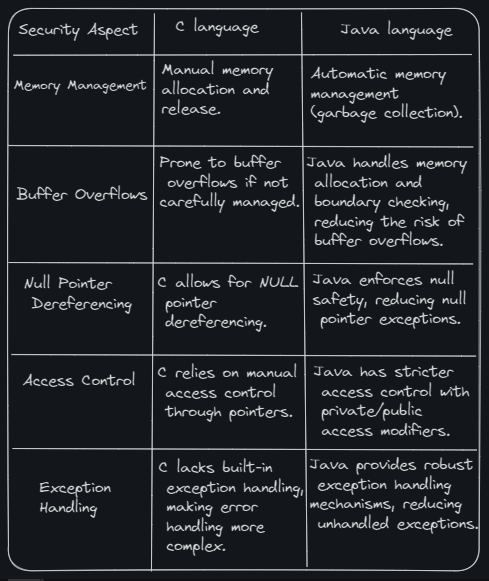 Security Aspect
C language
Java language
Memory Management
Manual memory
allocation and
release.
Automatic memory
management
(garbage collection).
Buffer Overflows
Prone to buffer
overflows if not
carefully managed.
Java handles memory
allocation and
boundary checking,
reducing the risk of
buffer overflows.
Null Pointer
Dereferencing
C allows for NULL
pointer
dereferencing.
Java enforces null
safety, reducing null
pointer exceptions.
Access Control
C relies on manual
access control
through pointers.
Java has stricter
access control with
private/public
access modifiers.
Exception
Handling
C lacks built-in
exception handling,
making error
handling more
complex.
Java provides robust
exception handling
mechanisms, reducing
unhandled exceptions.